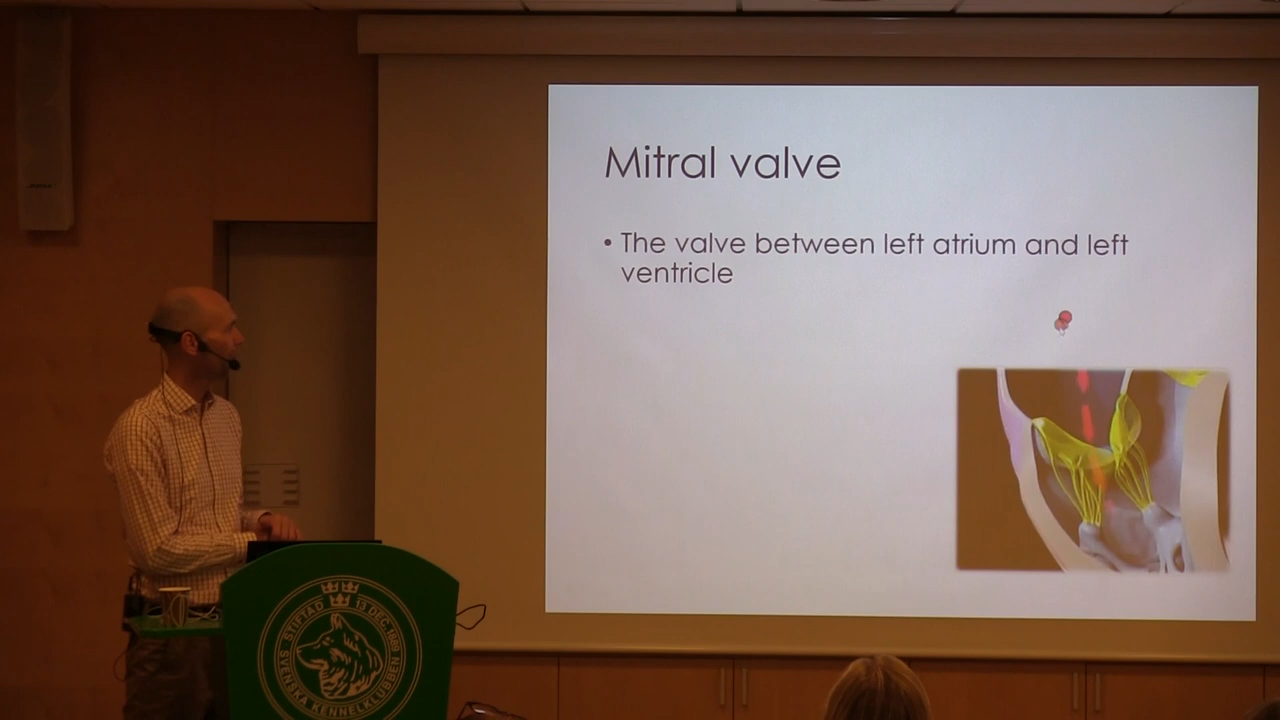 Mitral valve
• The valve between left atrium and left
ventricle
STIFTAD 13 DEC. 1889
SVENSKA KENNELKLUBBEN